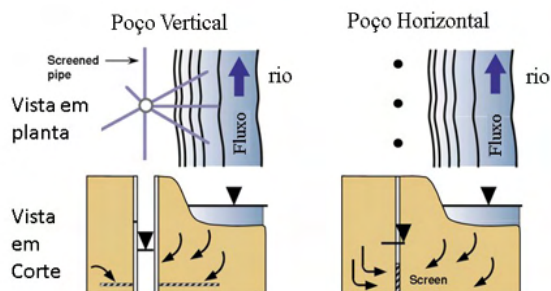 Poço Vertical
Poço Horizontal
Screened
pipe
rio
rio
Vista em
planta
Fluxo
Fluxo
Vista
em
Corte
Screen